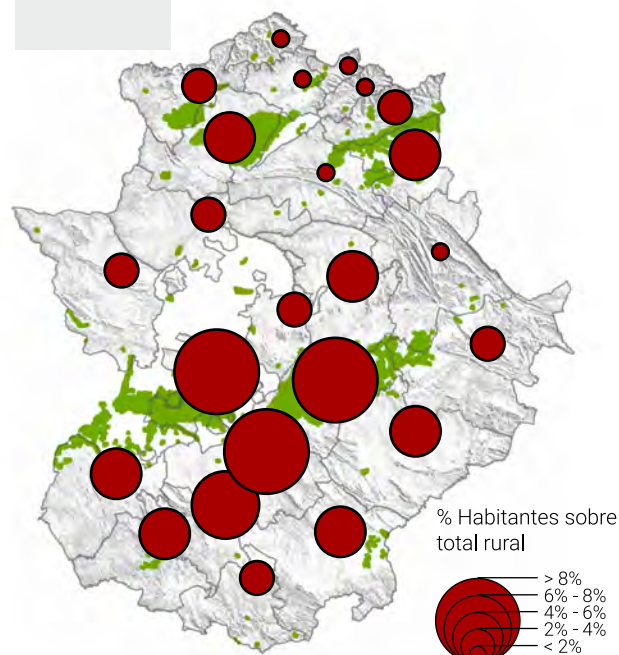 % Habitantes sobre
total rural
> 8%
6% - 8%
4% - 6%
2% - 4%
< 2%